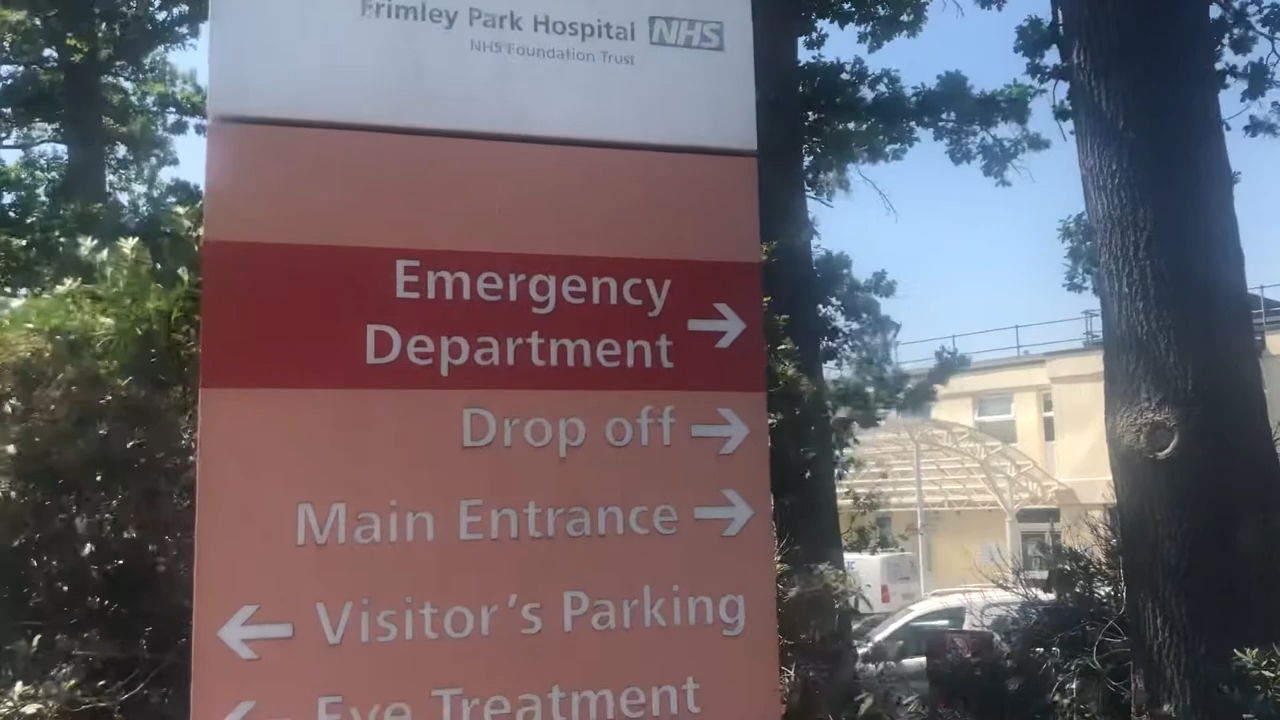 Frimley Park Hospital NHS
NHS Foundation Trust
Emergency
Department →
Drop off →
Main Entrance →
← Visitor's Parking
← Eye Treatment